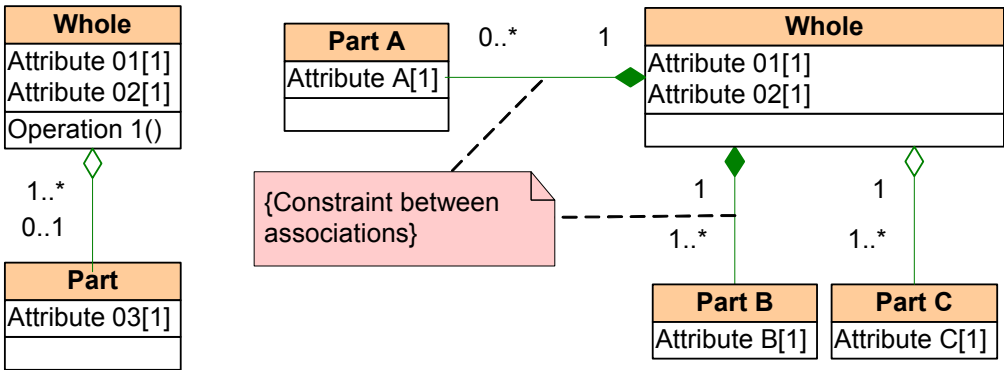 Whole
Attribute 01[1]
Attribute 02[1]
Operation 1()
1..*
0..1
Part
Attribute 03[1]
Part A
Attribute A[1]
0..*
1
Whole
Attribute 01[1]
Attribute 02[1]
{Constraint between
associations}
1
1..*
1
1..*
Part B
Attribute B[1]
Part C
Attribute C[1]